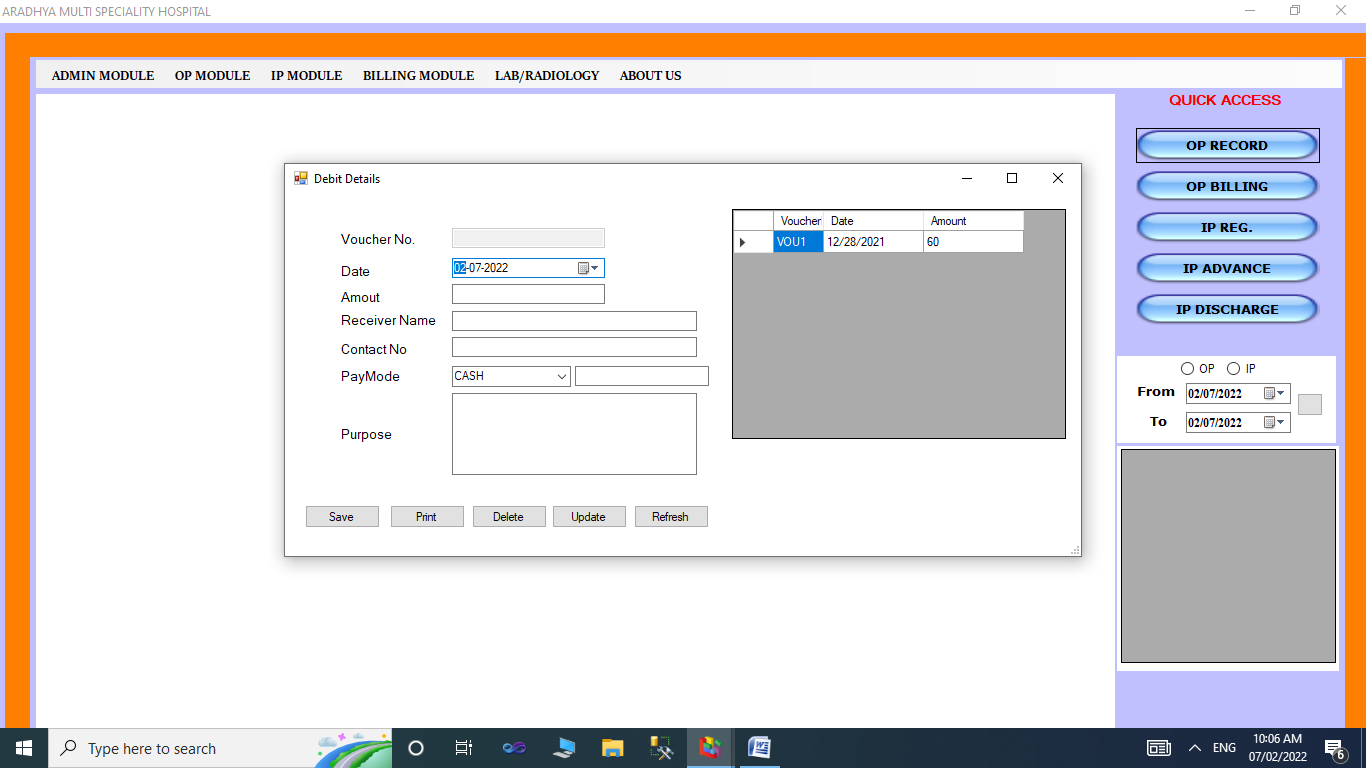 ARADHYA MULTI SPECIALITY HOSPITAL
ADMIN MODULE OP MODULE IP MODULE BILLING MODULE LAB/RADIOLOGY ABOUT US
QUICK ACCESS
OP RECORD
OP BILLING
IP REG.
IP ADVANCE
IP DISCHARGE
OP IP
From 02/07/2022
To 02/07/2022
Debit Details
Voucher No.
Date 02-07-2022
Amout
Receiver Name
Contact No
PayMode CASH
Purpose
Save Print Delete Update Refresh
Voucher Date Amount
VOU1 12/28/2021 60
Type here to search
ENG
10:06 AM
07/02/2022
6